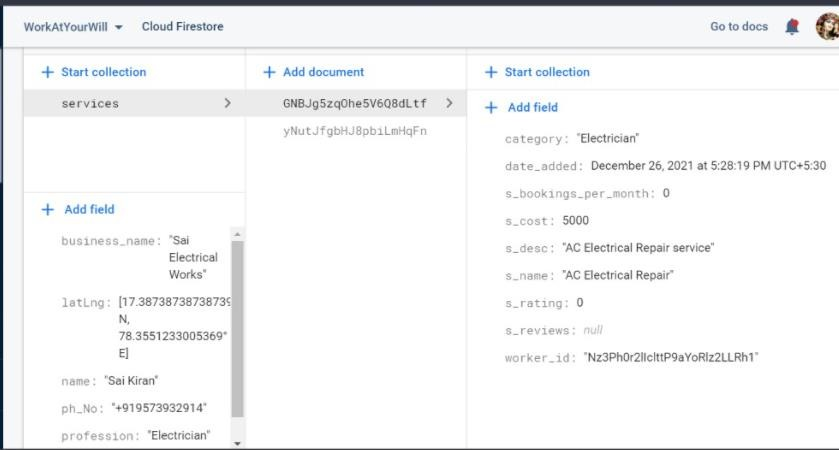 WorkAtYourWill Cloud Firestore Go to docs
+ Start collection
services
+ Add field
business_name: "Sai
Electrical
Works"
latLng: [17.38738738738739
N,
78.3551233005369°
E]
name: "Sai Kiran"
ph_No: "+919573932914"
profession: "Electrician"
+ Add document
GNBJg5zqOhe5V6Q8dLtf
yNutJfgbHJ8pbiLmHqFn
+ Start collection
+ Add field
category: "Electrician"
date_added: December 26, 2021 at 5:28:19 PM UTC+5:30
s_bookings_per_month: 0
s_cost: 5000
s_desc: "AC Electrical Repair service"
s_name: "AC Electrical Repair"
s_rating: 0
s_reviews: null
worker_id: "Nz3Ph0r2lIclttP9aYoRlz2LLRh1"